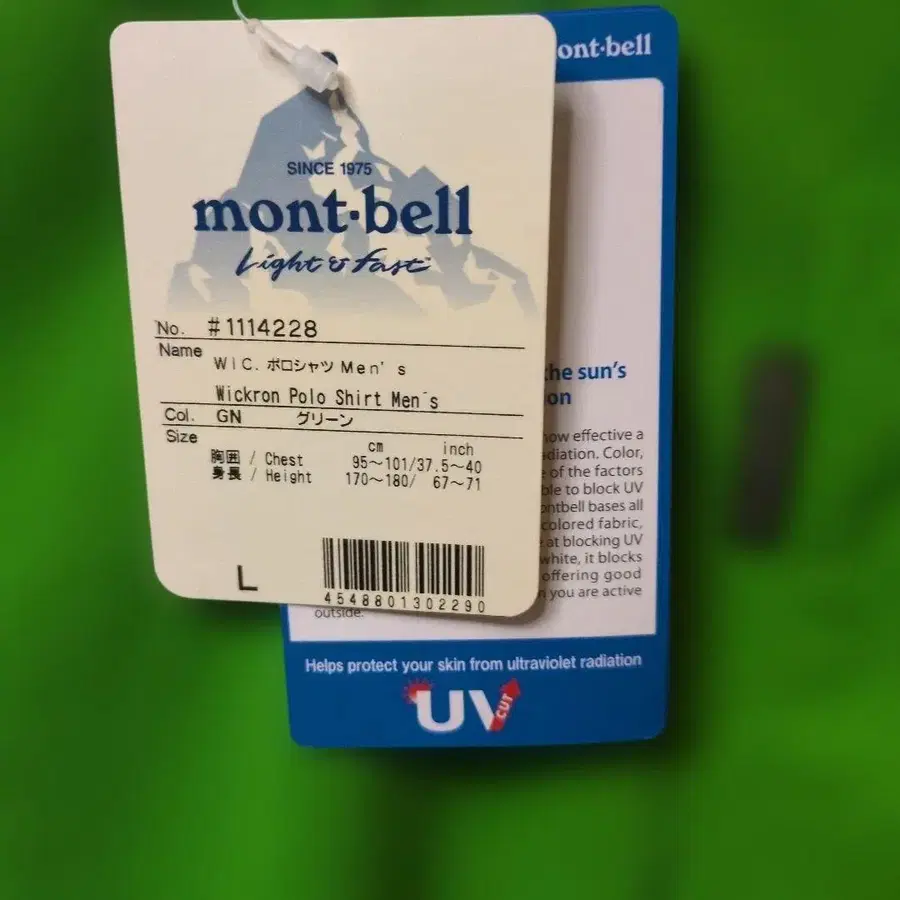 SINCE 1975
mont·bell
Light & fast™
No. #1114228
Name WIC. ポロシャツ Men's
Wickron Polo Shirt Men's
Col. GN グリーン
Size cm inch
胸囲 / Chest 95~101/37.5~40
身長 / Height 170~180/ 67~71
L
4548801302290
ont·bell
the sun's
on
how effective a
diation. Color,
of the factors
ble to block UV
ontbell bases all
colored fabric,
at blocking UV
white, it blocks
offering good
you are active
outside.
Helps protect your skin from ultraviolet radiation
UV CUT